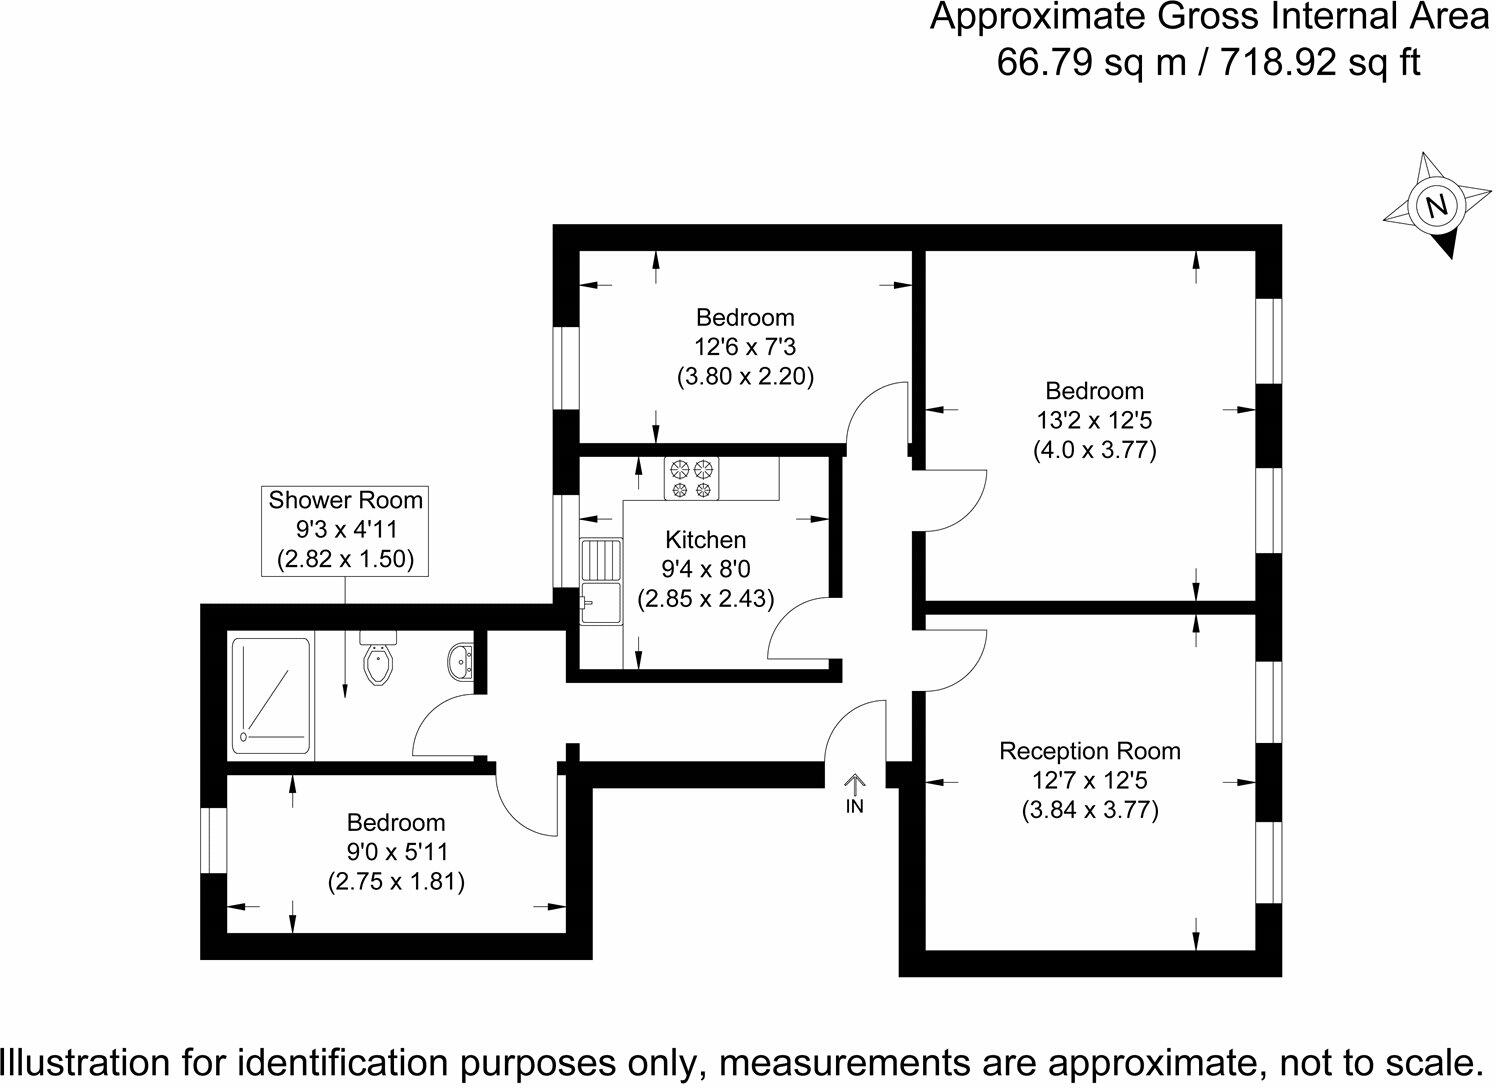 Approximate Gross Internal Area
66.79 sq m / 718.92 sq ft
N
Bedroom
12'6 x 7'3
(3.80 x 2.20)
Bedroom
13'2 x 12'5
(4.0 x 3.77)
Shower Room
9'3 x 4'11
(2.82 x 1.50)
Kitchen
9'4 x 8'0
(2.85 x 2.43)
Reception Room
12'7 x 12'5
(3.84 x 3.77)
IN
Bedroom
9'0 x 5'11
(2.75 x 1.81)
Illustration for identification purposes only, measurements are approximate, not to scale.